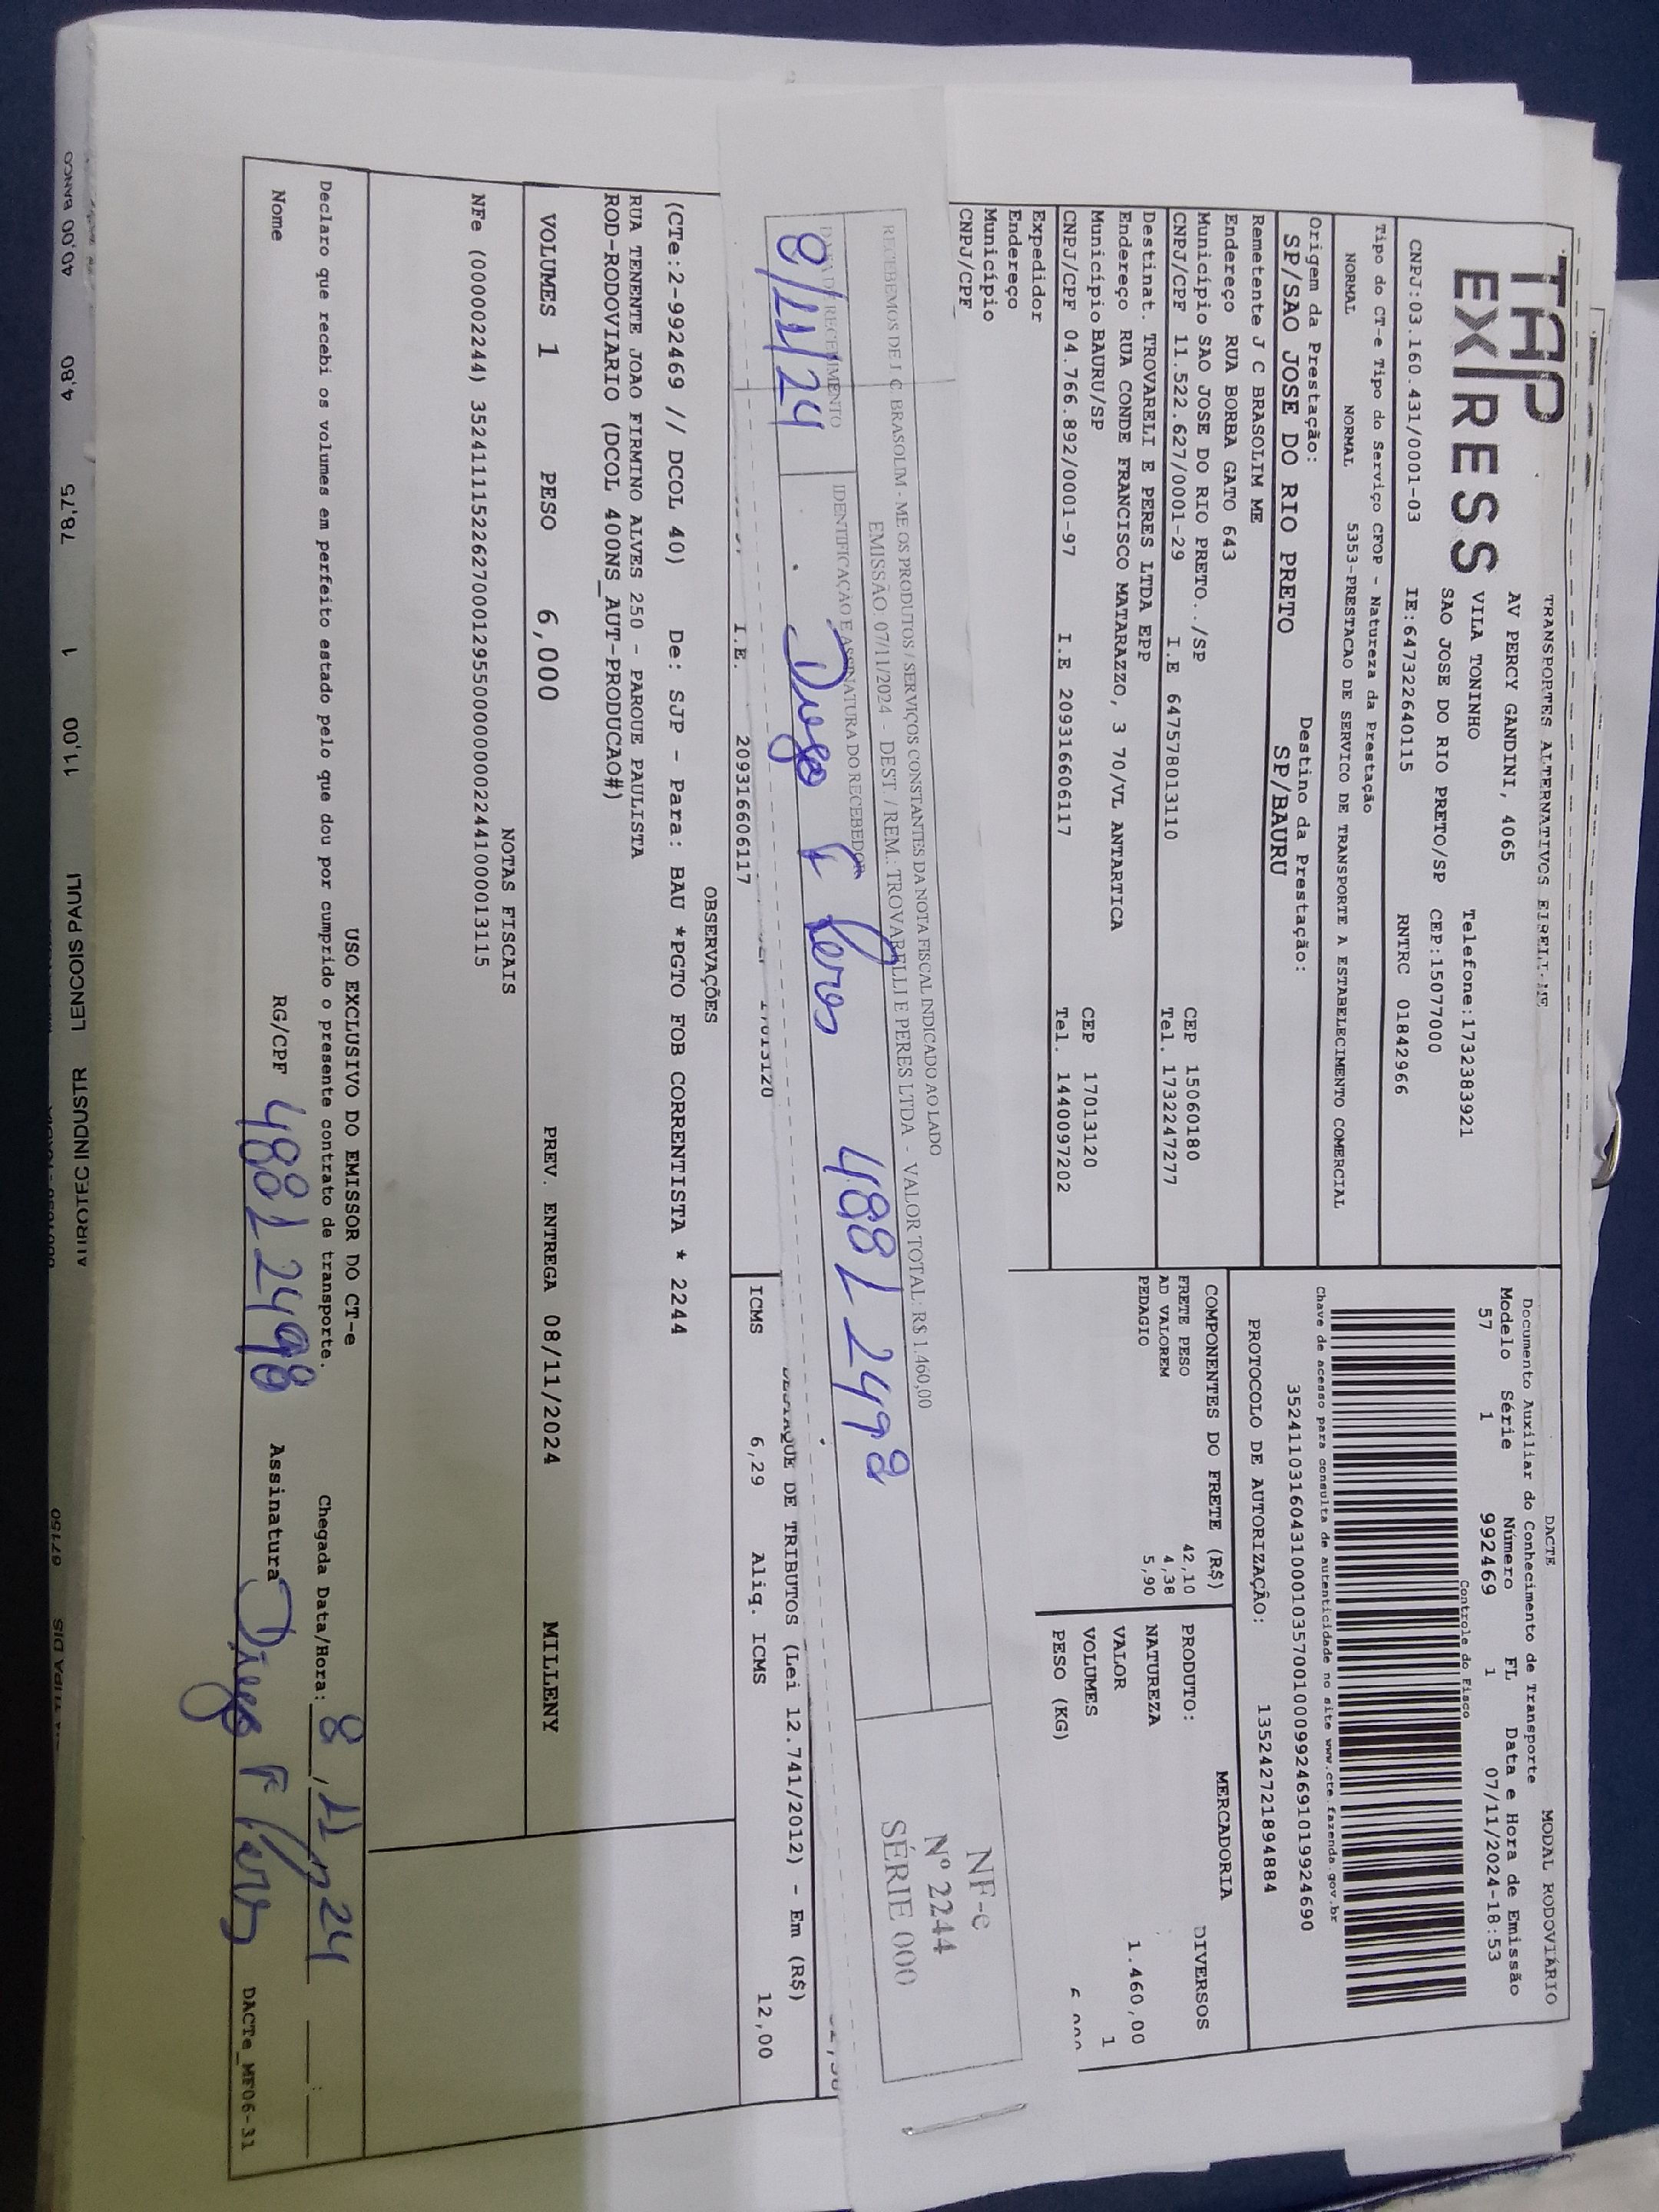 TRANSPORTES ALTERNATIVOS EIRELI-ME
TAP EXPRESS
AV PERCY GANDINI, 4065
VILA TONINHO Telefone:1732383921
SAO JOSE DO RIO PRETO/SP CEP:15077000
CNPJ:03.160.431/0001-03 IE:647322640115 RNTRC 01842966
Tipo do CT-e Tipo do Serviço CFOP - Natureza da Prestação
NORMAL NORMAL 5353-PRESTACAO DE SERVICO DE TRANSPORTE A ESTABELECIMENTO COMERCIAL
Origem da Prestação: Destino da Prestação:
SP/SAO JOSE DO RIO PRETO SP/BAURU
Remetente J C BRASOLIM ME
Endereço RUA BORBA GATO 643
Município SAO JOSE DO RIO PRETO../SP CEP 15060180
CNPJ/CPF 11.522.627/0001-29 I.E 647578013110 Tel. 1732247277
Destinat. TROVARELI E PERES LTDA EPP
Endereço RUA CONDE FRANCISCO MATARAZZO, 3 70/VL ANTARTICA
Município BAURU/SP CEP 17013120
CNPJ/CPF 04.766.892/0001-97 I.E 209316606117 Tel. 1440097202
Expedidor
Endereço
Município
CNPJ/CPF
DACTE MODAL RODOVIÁRIO
Documento Auxiliar do Conhecimento de Transporte
Modelo Série Número FL Data e Hora de Emissão
57 1 992469 1 07/11/2024-18:53
Controle do Fisco
Chave de acesso para consulta de autenticidade no site www.cte.fazenda.gov.br
35241103160431000103570010009924691019924690
PROTOCOLO DE AUTORIZAÇÃO: 135242721894884
COMPONENTES DO FRETE (R$)
FRETE PESO 42,10
AD VALOREM 4,38
PEDAGIO 5,90
MERCADORIA
PRODUTO: DIVERSOS
NATUREZA
VALOR 1.460,00
VOLUMES 1
PESO (KG)
RECEBEMOS DE J. C. BRASOLIM - ME OS PRODUTOS / SERVIÇOS CONSTANTES DA NOTA FISCAL INDICADO AO LADO
EMISSÃO: 07/11/2024 - DEST. / REM.: TROVARELLI E PERES LTDA - VALOR TOTAL: R$ 1.460,00
DATA DE RECEBIMENTO IDENTIFICAÇÃO E ASSINATURA DO RECEBEDOR
8/11/24 Diego F 48812498
NF-e
Nº 2244
SÉRIE 000
17013120
I.E. 209316606117
DESTAQUE DE TRIBUTOS (Lei 12.741/2012) - Em (R$)
ICMS 6,29 Aliq. ICMS 12,00
OBSERVAÇÕES
(CTe:2-992469 // DCOL 40) De: SJP - Para: BAU *PGTO FOB CORRENTISTA * 2244
RUA TENENTE JOAO FIRMINO ALVES 250 - PARQUE PAULISTA
ROD-RODOVIARIO (DCOL 400NS_AUT-PRODUCAO#)
VOLUMES 1 PESO 6,000 PREV. ENTREGA 08/11/2024 MILLENY
NOTAS FISCAIS
NFe (000002244) 35241111522627000129550000000022441000013115
USO EXCLUSIVO DO EMISSOR DO CT-e
Declaro que recebi os volumes em perfeito estado pelo que dou por cumprido o presente contrato de transporte. Chegada Data/Hora: 8/11/24
Nome RG/CPF 48812498 Assinatura Diego F
DACTe_MF06-31
AUROTEC INDUSTR LENCOIS PAULI 11,00 1 78,75 4,80 40,00 BANCO
67150